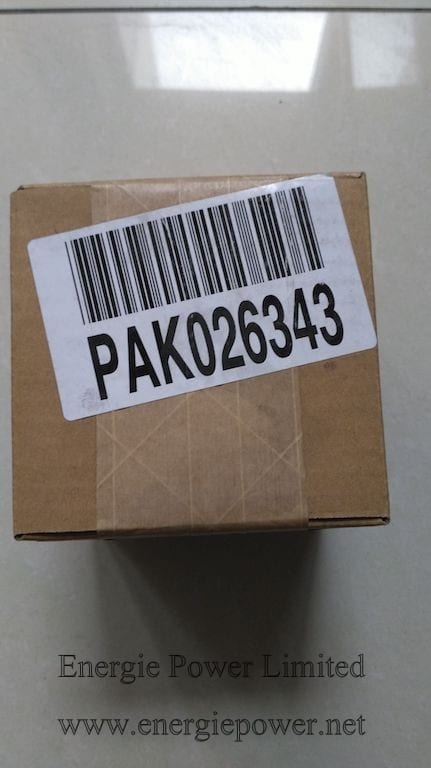 PAK026343
Energie Power Limited
www.energiepower.net